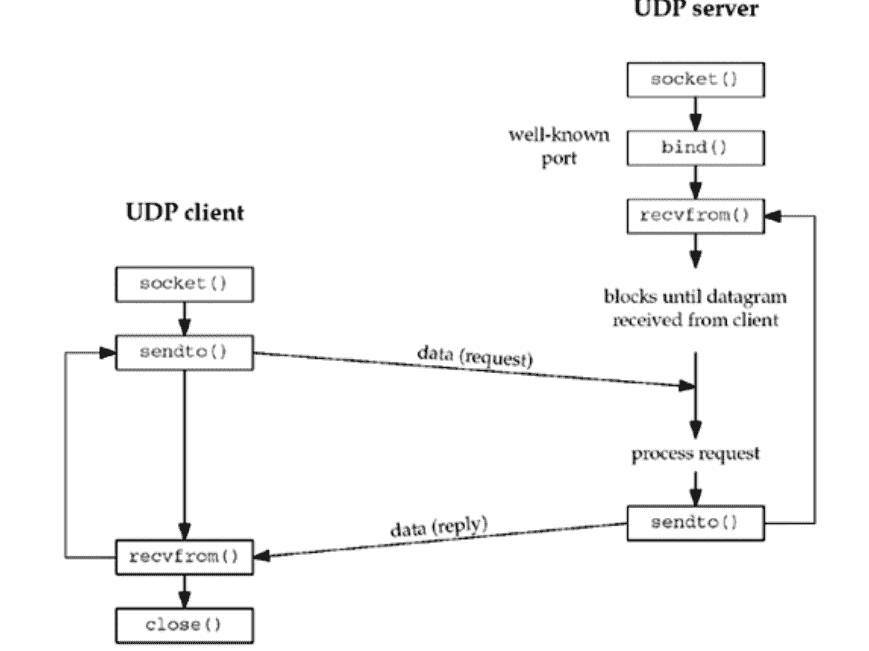 UDP server
socket()
well-known
port
bind()
recvfrom()
UDP client
blocks until datagram
received from client
socket()
sendto()
data (request)
process request
sendto()
data (reply)
recvfrom()
close()